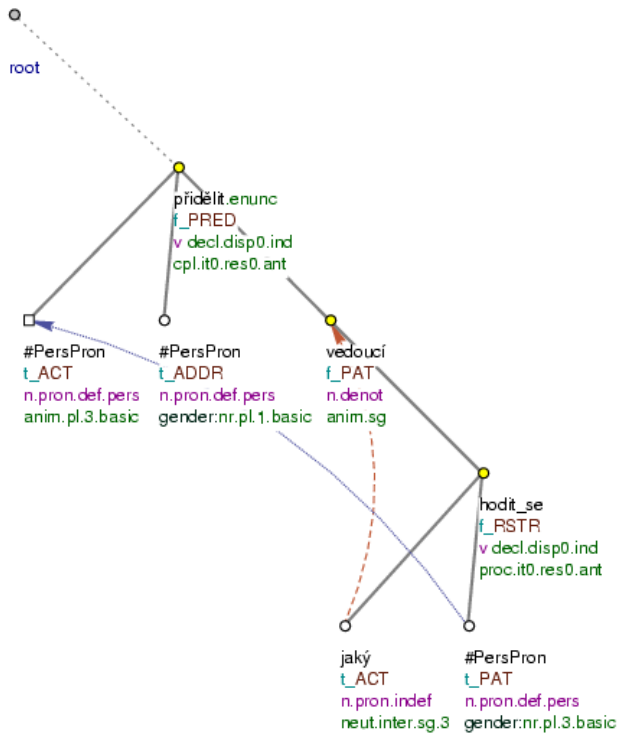 root
přidělit.enunc
f_PRED
v decl.disp0.ind
cpl.it0.res0.ant
#PersPron
t_ACT
n.pron.def.pers
anim.pl.3.basic
#PersPron
t_ADDR
n.pron.def.pers
gender:nr.pl.1.basic
vedoucí
f_PAT
n.denot
anim.sg
hodit_se
f_RSTR
v decl.disp0.ind
proc.it0.res0.ant
jaký
t_ACT
n.pron.indef
neut.inter.sg.3
#PersPron
t_PAT
n.pron.def.pers
gender:nr.pl.3.basic